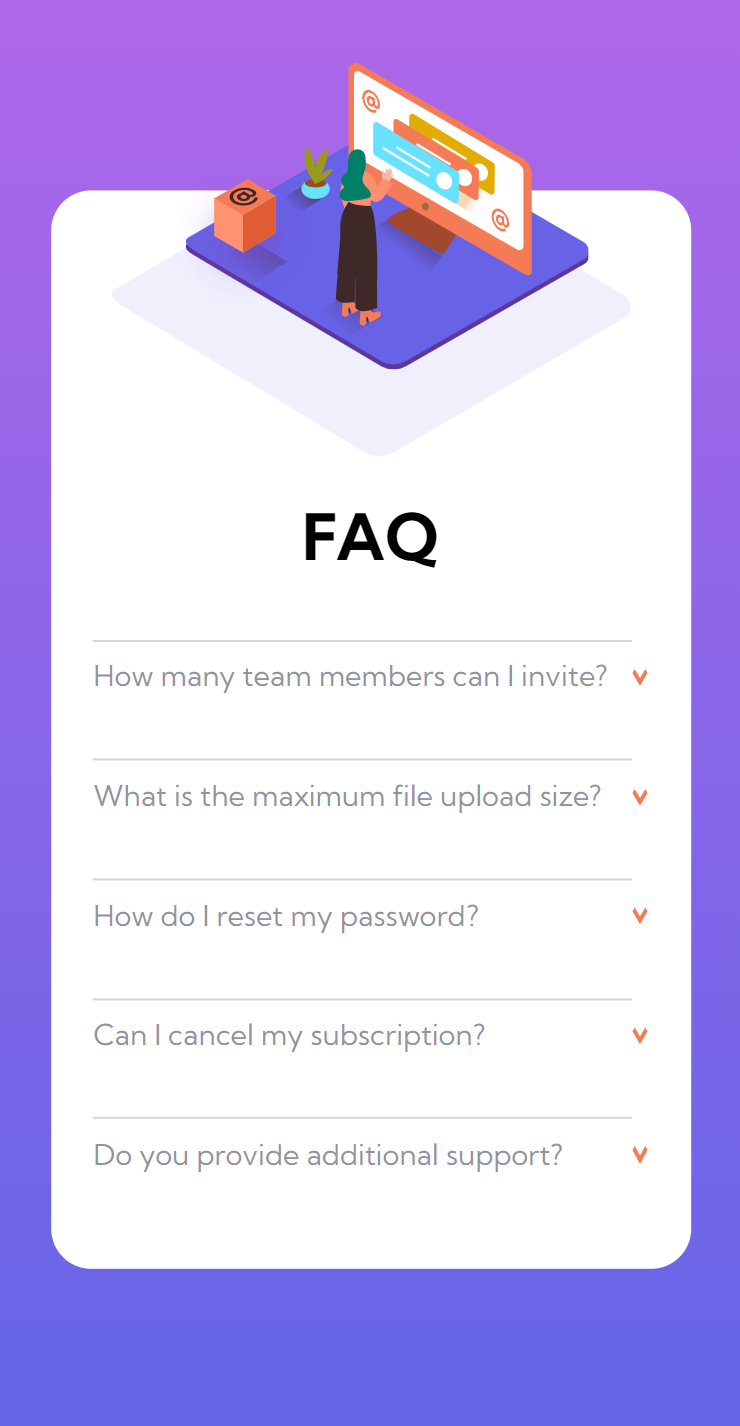 @
@
@
FAQ
How many team members can I invite?
What is the maximum file upload size?
How do I reset my password?
Can I cancel my subscription?
Do you provide additional support?